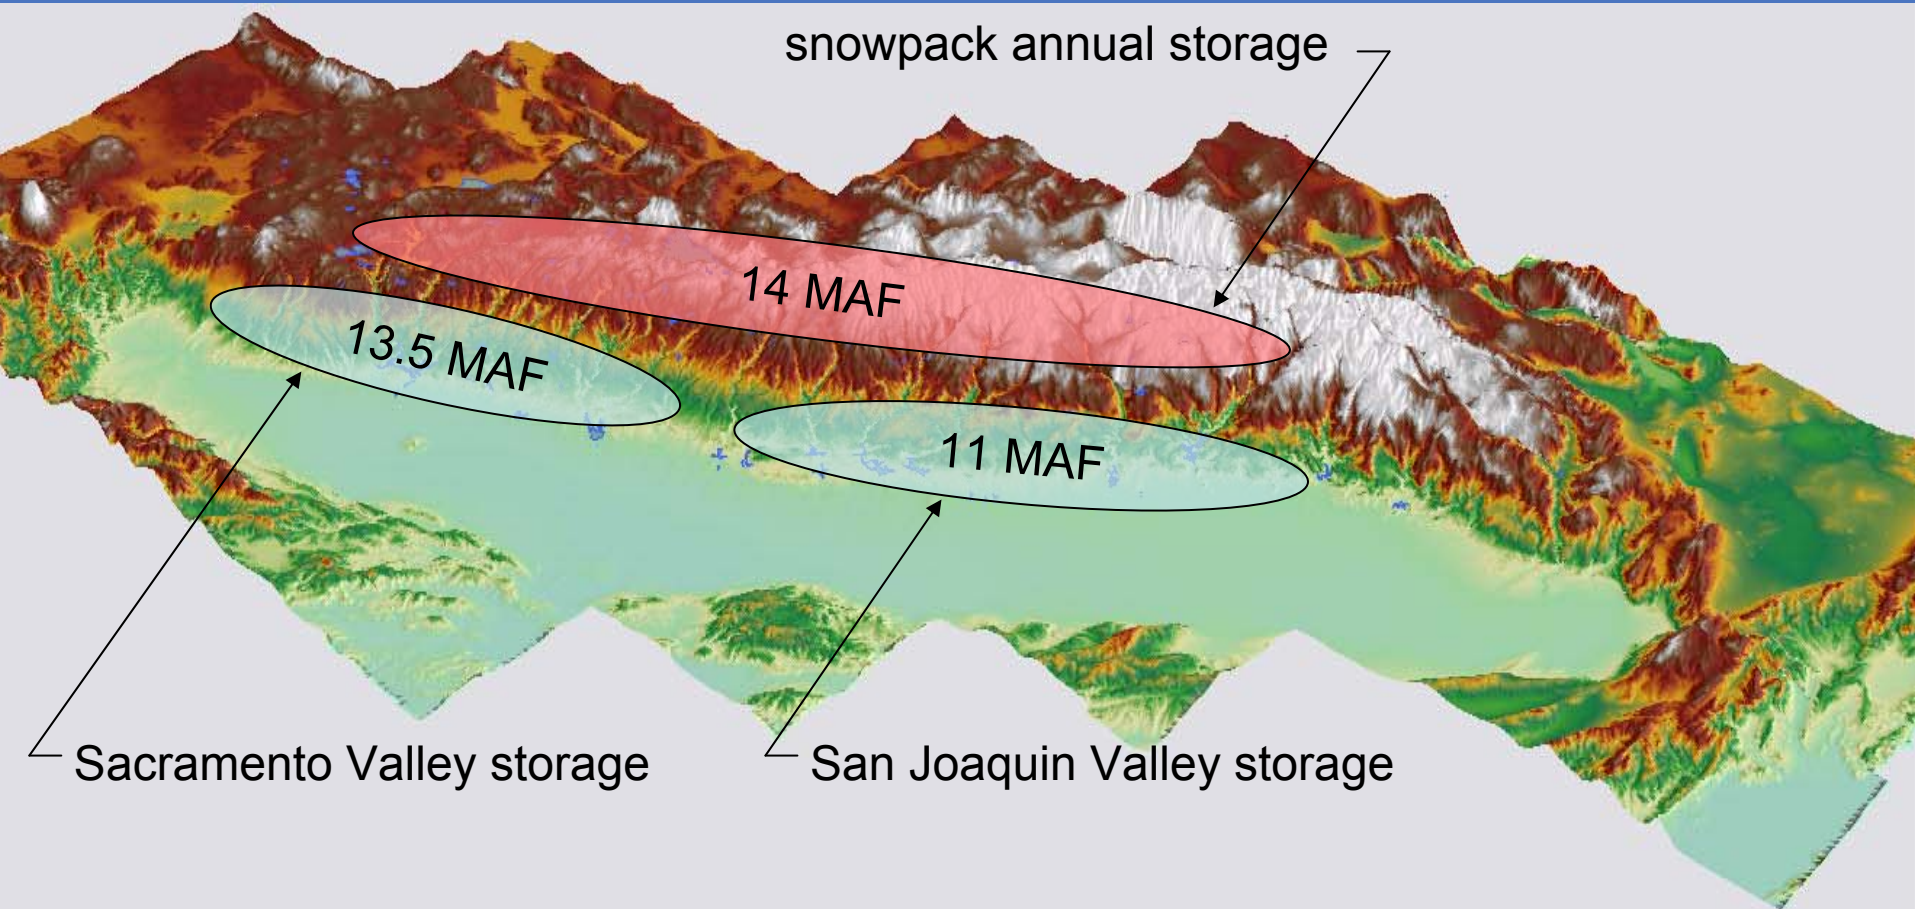 snowpack annual storage
14 MAF
13.5 MAF
11 MAF
Sacramento Valley storage
San Joaquin Valley storage